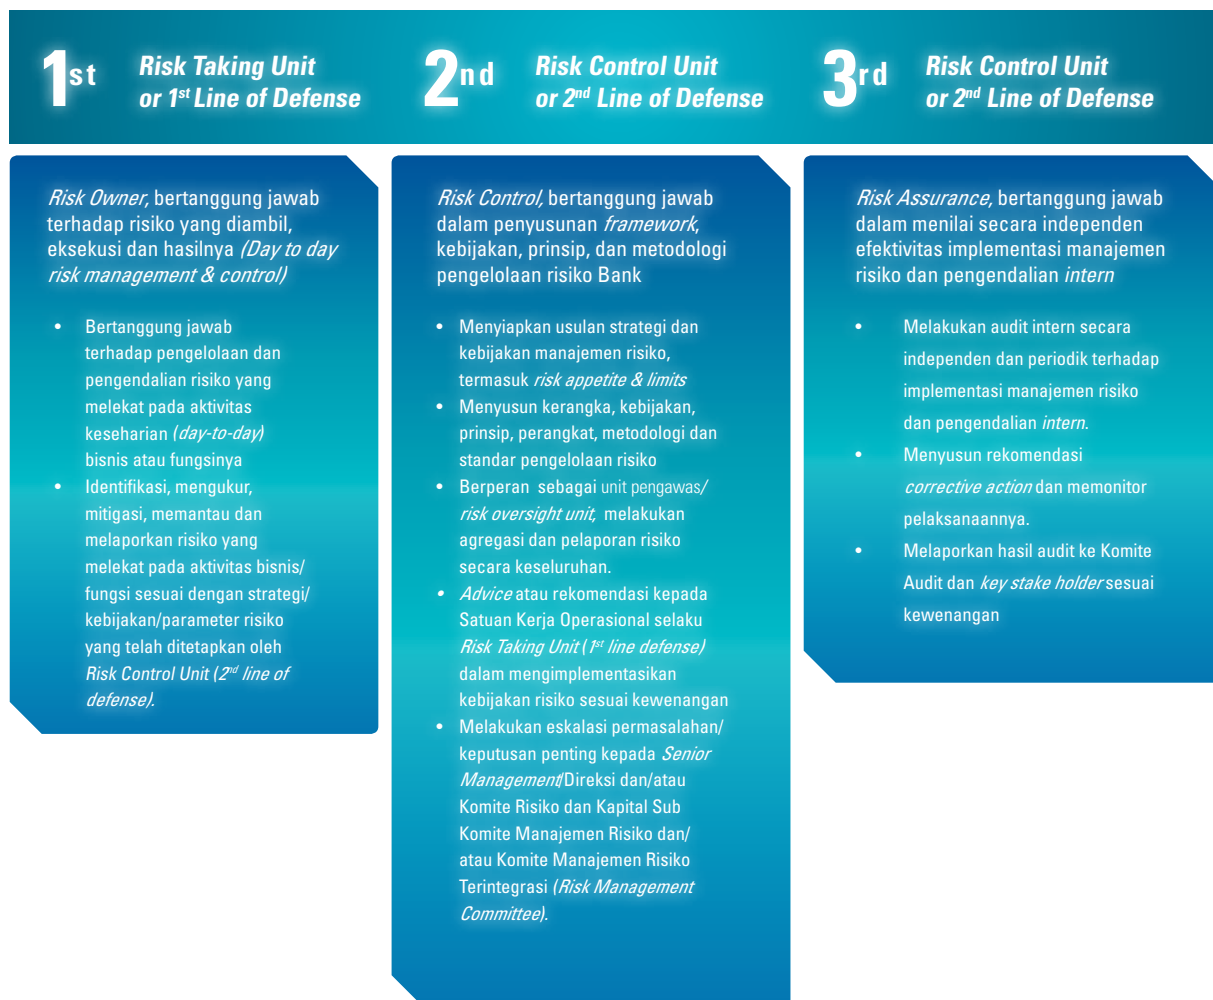 1st Risk Taking Unit
or 1st Line of Defense
2nd Risk Control Unit
or 2nd Line of Defense
3rd Risk Control Unit
or 2nd Line of Defense
Risk Owner, bertanggung jawab
terhadap risiko yang diambil,
eksekusi dan hasilnya (Day to day
risk management & control)
• Bertanggung jawab
terhadap pengelolaan dan
pengendalian risiko yang
melekat pada aktivitas
keseharian (day-to-day)
bisnis atau fungsinya
• Identifikasi, mengukur,
mitigasi, memantau dan
melaporkan risiko yang
melekat pada aktivitas bisnis/
fungsi sesuai dengan strategi/
kebijakan/parameter risiko
yang telah ditetapkan oleh
Risk Control Unit (2nd line of
defense).
Risk Control, bertanggung jawab
dalam penyusunan framework,
kebijakan, prinsip, dan metodologi
pengelolaan risiko Bank
• Menyiapkan usulan strategi dan
kebijakan manajemen risiko,
termasuk risk appetite & limits
• Menyusun kerangka, kebijakan,
prinsip, perangkat, metodologi dan
standar pengelolaan risiko
• Berperan sebagai unit pengawas/
risk oversight unit, melakukan
agregasi dan pelaporan risiko
secara keseluruhan.
• Advice atau rekomendasi kepada
Satuan Kerja Operasional selaku
Risk Taking Unit (1st line defense)
dalam mengimplementasikan
kebijakan risiko sesuai kewenangan
• Melakukan eskalasi permasalahan/
keputusan penting kepada Senior
Management/Direksi dan/atau
Komite Risiko dan Kapital Sub
Komite Manajemen Risiko dan/
atau Komite Manajemen Risiko
Terintegrasi (Risk Management
Committee).
Risk Assurance, bertanggung jawab
dalam menilai secara independen
efektivitas implementasi manajemen
risiko dan pengendalian intern
• Melakukan audit intern secara
independen dan periodik terhadap
implementasi manajemen risiko
dan pengendalian intern.
• Menyusun rekomendasi
corrective action dan memonitor
pelaksanaannya.
• Melaporkan hasil audit ke Komite
Audit dan key stake holder sesuai
kewenangan